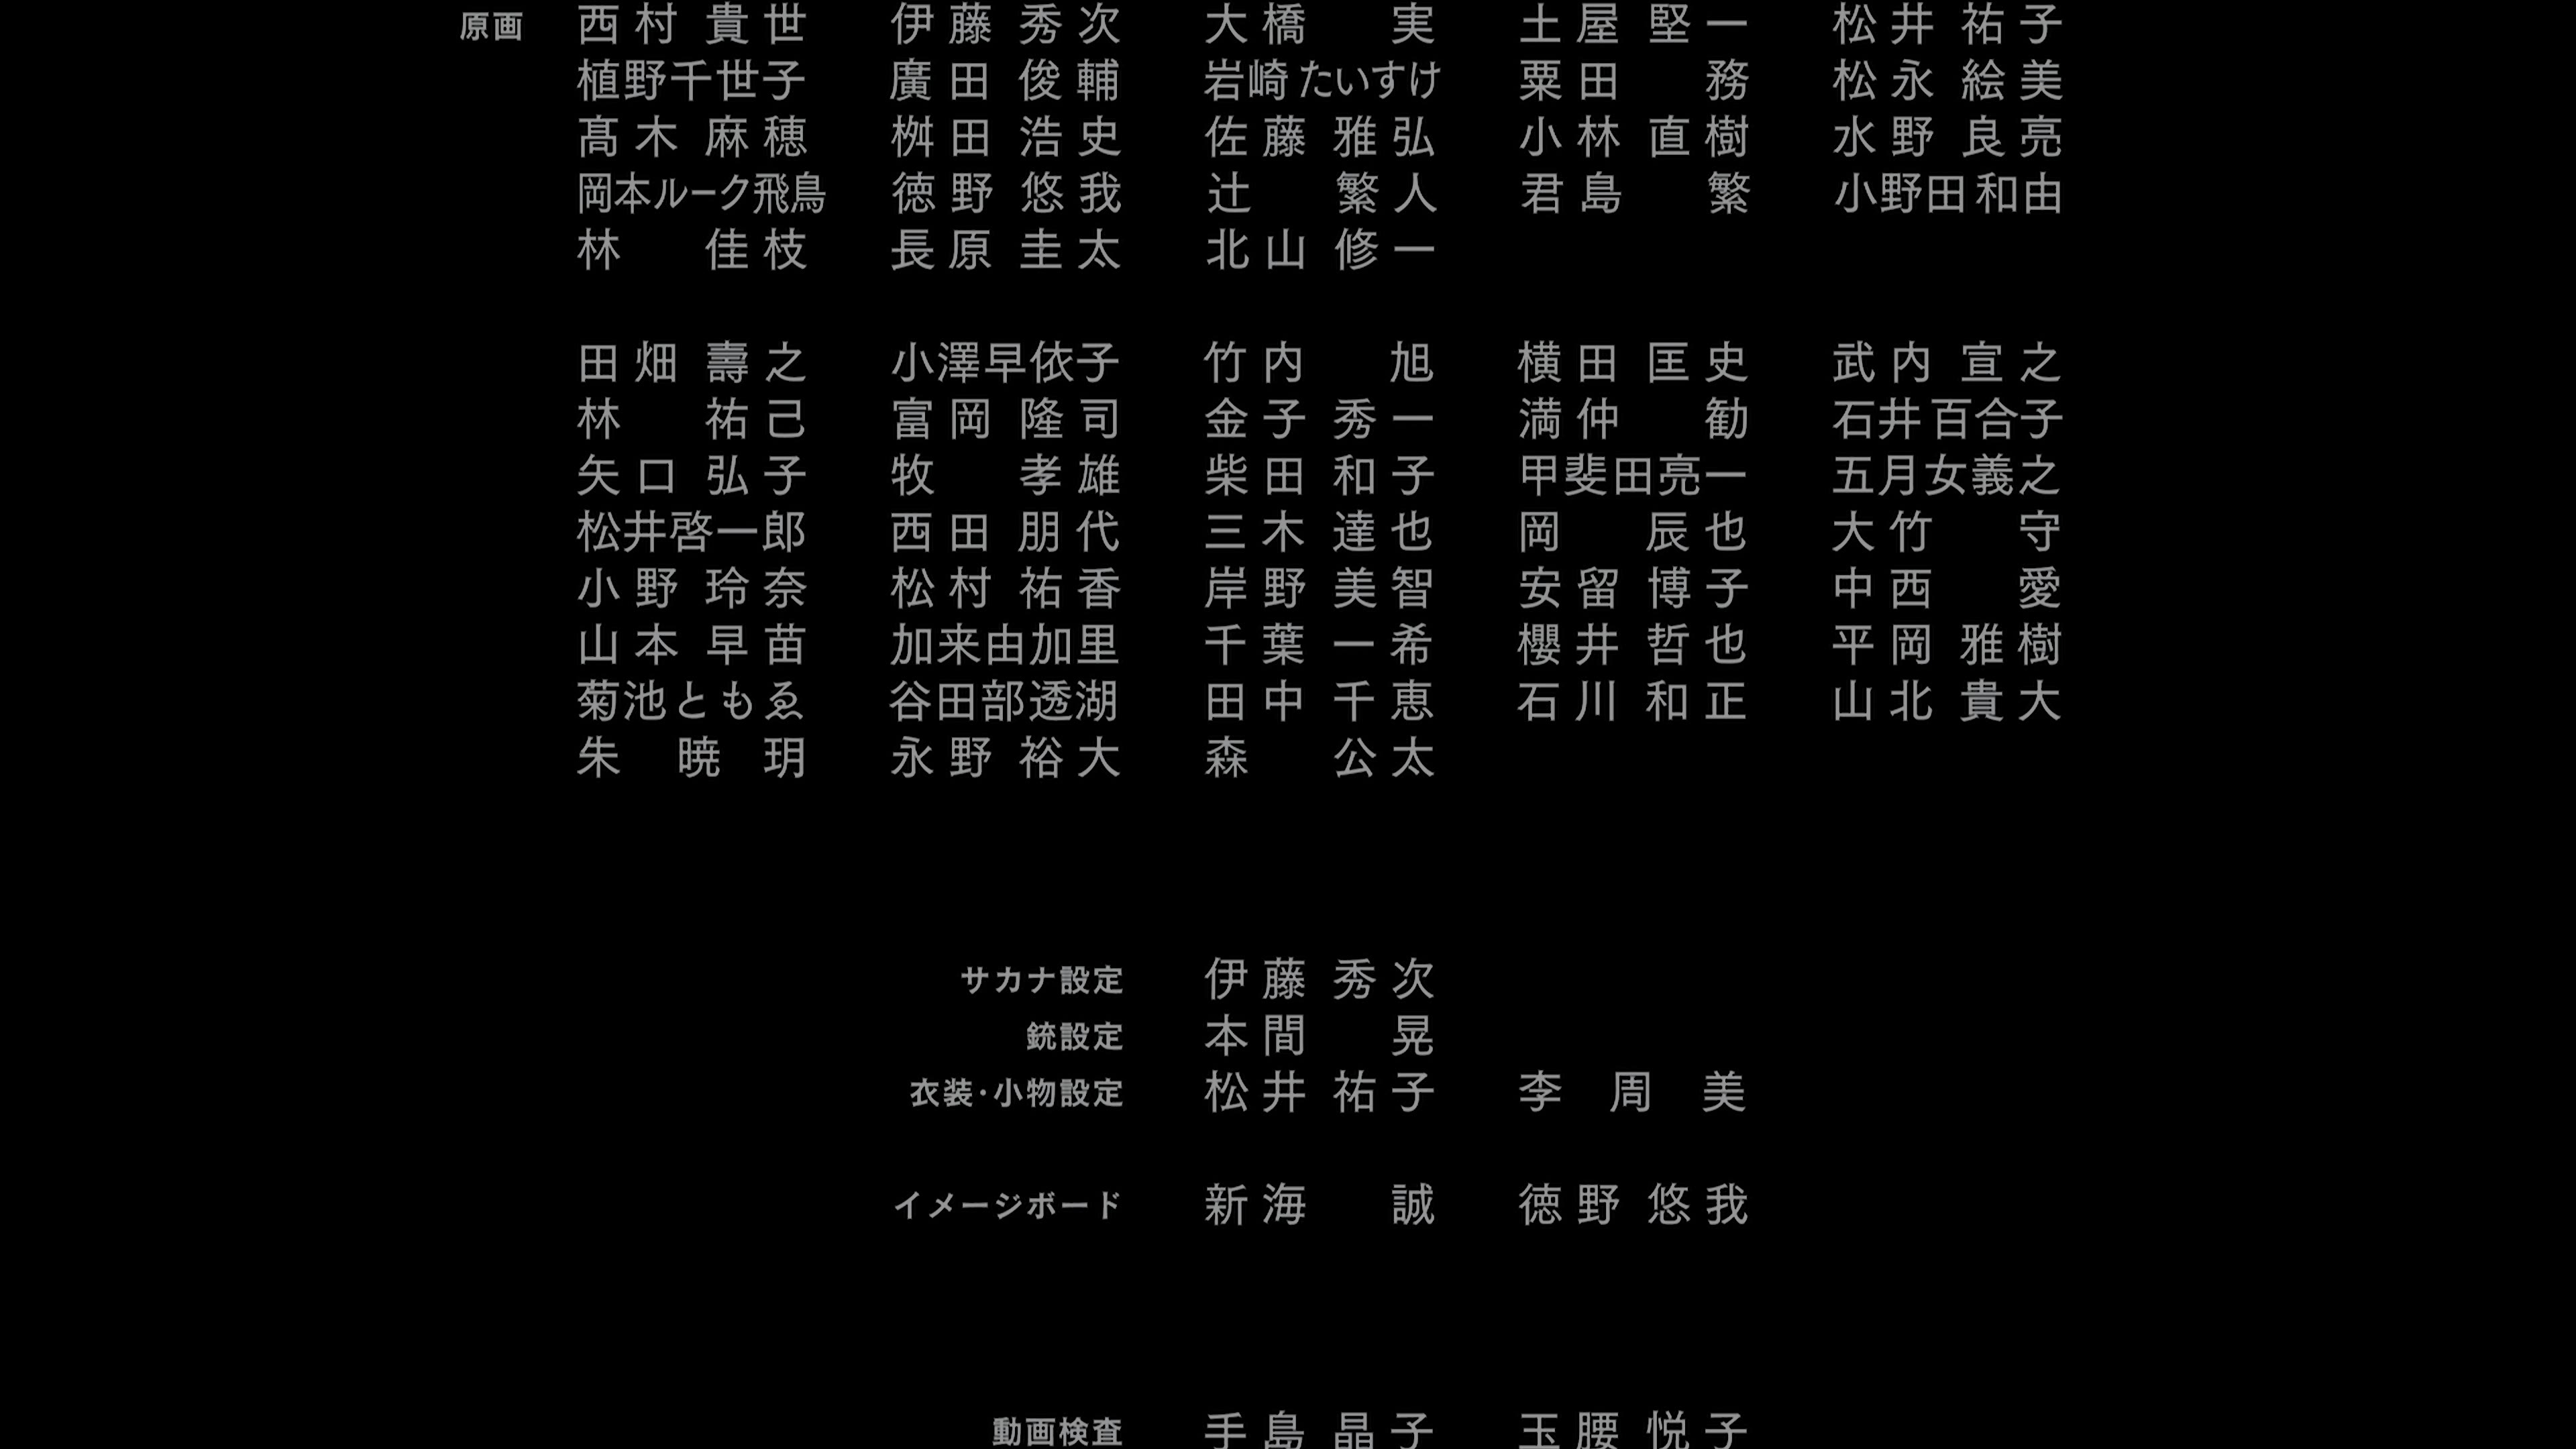 原画 西村貴世 伊藤秀次 大橋実 土屋堅一 松井祐子
植野千世子 廣田俊輔 岩崎たいすけ 粟田務 松永絵美
髙木麻穂 桝田浩史 佐藤雅弘 小林直樹 水野良亮
岡本ルーク飛鳥 徳野悠我 辻繁人 君島繁 小野田和由
林佳枝 長原圭太 北山修一
田畑壽之 小澤早依子 竹内旭 横田匡史 武内宣之
林祐己 富岡隆司 金子秀一 満仲勧 石井百合子
矢口弘子 牧孝雄 柴田和子 甲斐田亮一 五月女義之
松井啓一郎 西田朋代 三木達也 岡辰也 大竹守
小野玲奈 松村祐香 岸野美智 安留博子 中西愛
山本早苗 加来由加里 千葉一希 櫻井哲也 平岡雅樹
菊池ともゑ 谷田部透湖 田中千恵 石川和正 山北貴大
朱暁玥 永野裕大 森公太
サカナ設定 伊藤秀次
銃設定 本間晃
衣装・小物設定 松井祐子 李周美
イメージボード 新海誠 徳野悠我
動画検査 手島晶子 玉腰悦子